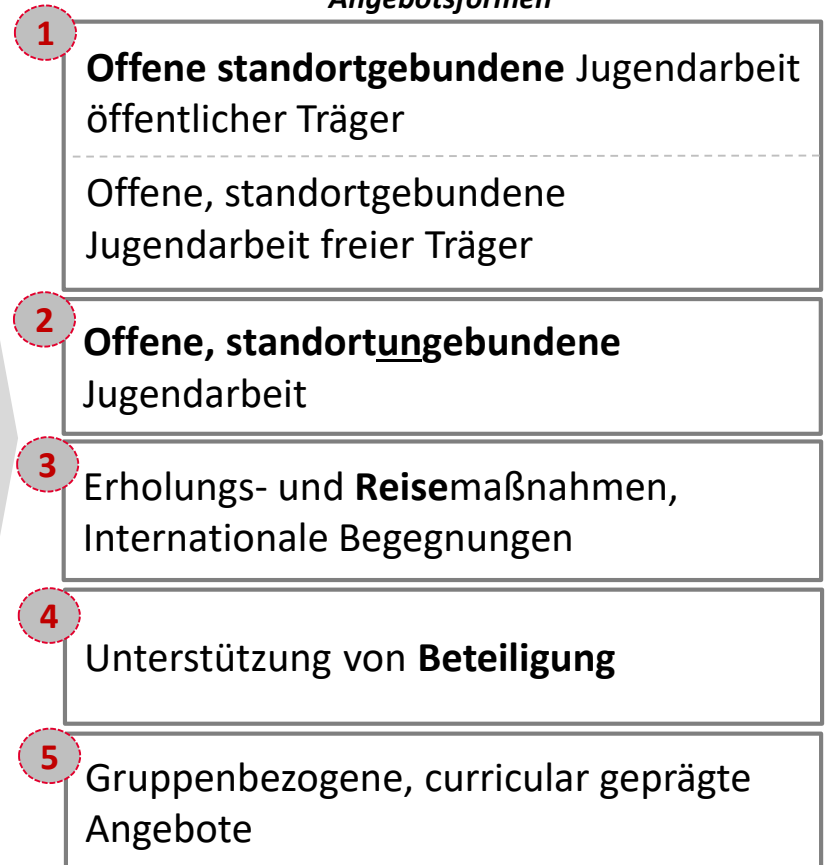 Angebotsformen
1
Offene standortgebundene Jugendarbeit
öffentlicher Träger
Offene, standortgebundene
Jugendarbeit freier Träger
2
Offene, standortungebundene
Jugendarbeit
3
Erholungs- und Reisemaßnahmen,
Internationale Begegnungen
4
Unterstützung von Beteiligung
5
Gruppenbezogene, curricular geprägte
Angebote